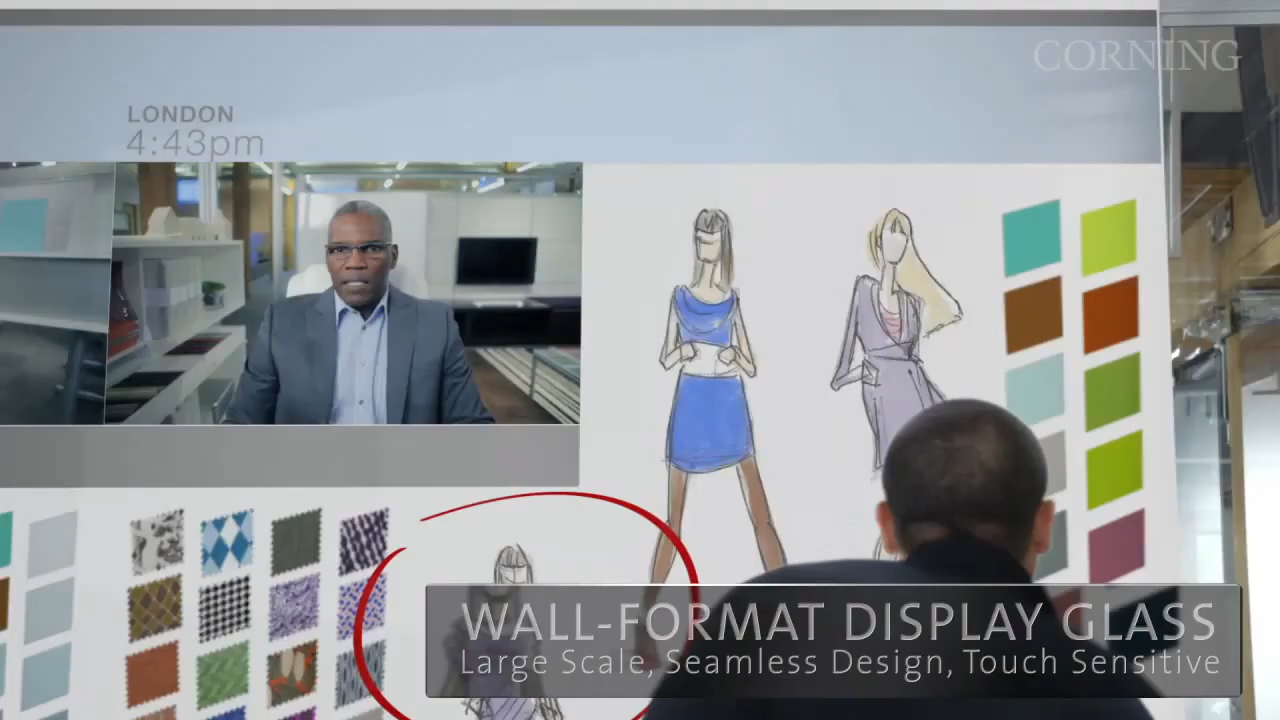 CORNING
LONDON
4:43pm
WALL-FORMAT DISPLAY GLASS
Large Scale, Seamless Design, Touch Sensitive